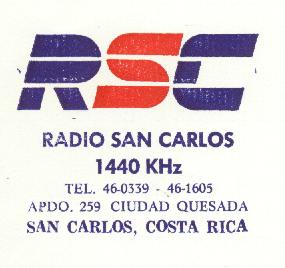 RSC
RADIO SAN CARLOS
1440 KHz
TEL. 46-0339 - 46-1605
APDO. 259 CIUDAD QUESADA
SAN CARLOS, COSTA RICA